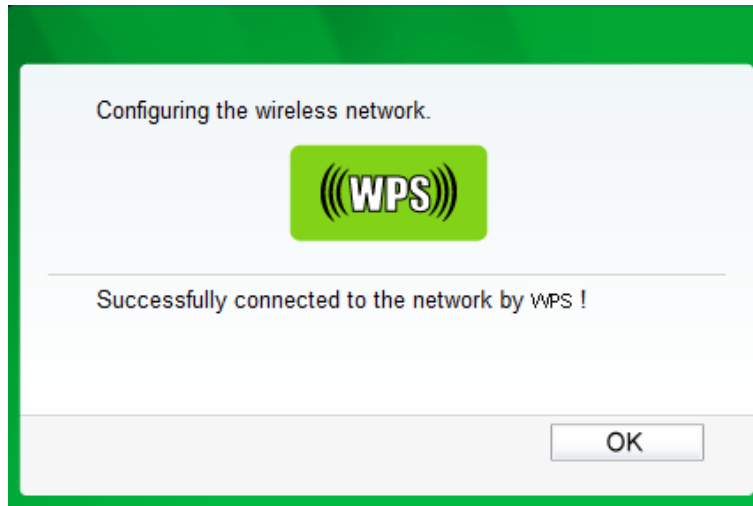 Configuring the wireless network.
(((WPS)))
Successfully connected to the network by WPS !
OK